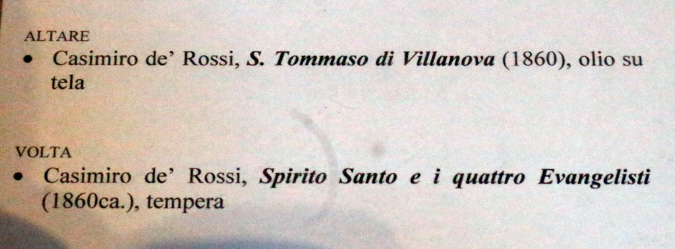 ALTARE
• Casimiro de' Rossi, S. Tommaso di Villanova (1860), olio su
tela
VOLTA
• Casimiro de' Rossi, Spirito Santo e i quattro Evangelisti
(1860ca.), tempera